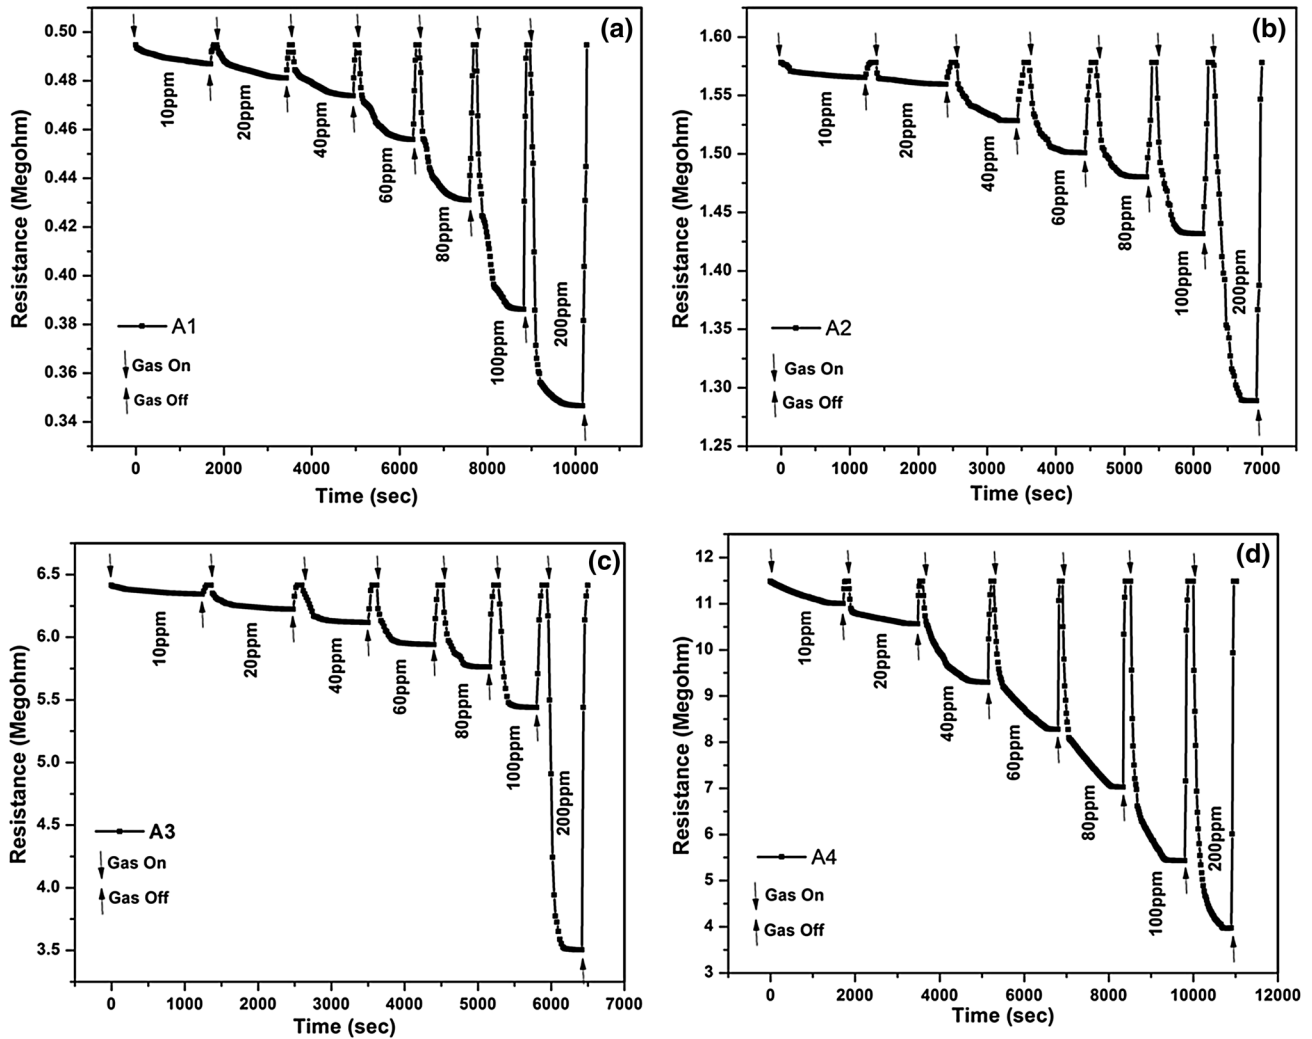 (a)
0.50
0.48
0.46
0.44
0.42
0.40
0.38
0.36
0.34
Resistance (Megohm)
10ppm
20ppm
40ppm
60ppm
80ppm
100ppm
200ppm
A1
Gas On
Gas Off
0 2000 4000 6000 8000 10000
Time (sec)
(b)
1.60
1.55
1.50
1.45
1.40
1.35
1.30
1.25
Resistance (Megohm)
10ppm
20ppm
40ppm
60ppm
80ppm
100ppm
200ppm
A2
Gas On
Gas Off
0 1000 2000 3000 4000 5000 6000 7000
Time (sec)
(c)
6.5
6.0
5.5
5.0
4.5
4.0
3.5
Resistance (Megohm)
10ppm
20ppm
40ppm
60ppm
80ppm
100ppm
200ppm
A3
Gas On
Gas Off
0 1000 2000 3000 4000 5000 6000 7000
Time (sec)
(d)
12
11
10
9
8
7
6
5
4
3
Resistance (Megohm)
10ppm
20ppm
40ppm
60ppm
80ppm
100ppm
200ppm
A4
Gas On
Gas Off
0 2000 4000 6000 8000 10000 12000
Time (sec)